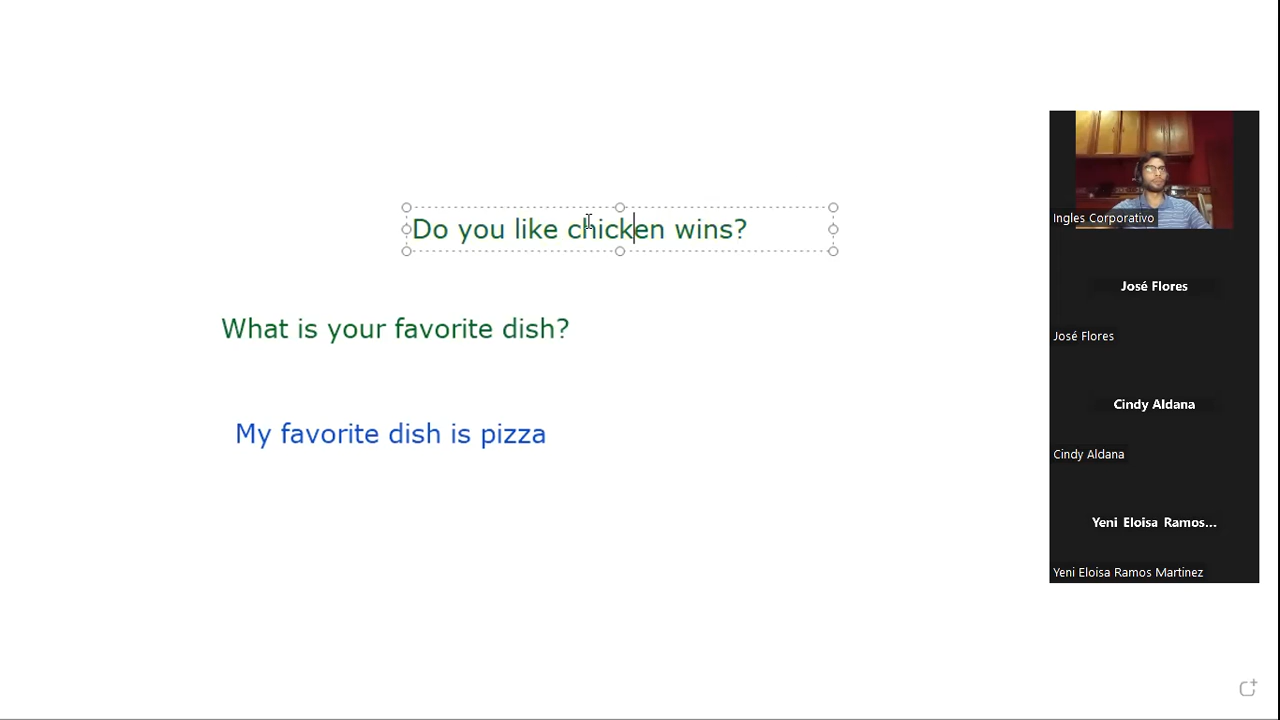 Do you like chicken wins?
What is your favorite dish?
My favorite dish is pizza
Ingles Corporativo
José Flores
José Flores
Cindy Aldana
Cindy Aldana
Yeni Eloisa Ramos...
Yeni Eloisa Ramos Martinez